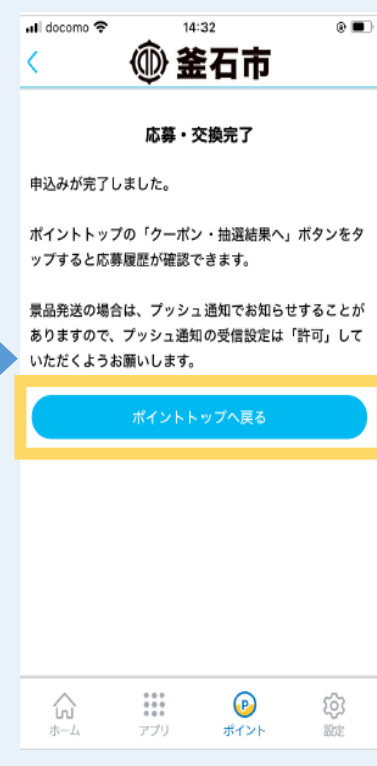 docomo 14:32
釜石市
応募・交換完了
申込みが完了しました。
ポイントトップの「クーポン・抽選結果へ」ボタンをタ
ップすると応募履歴が確認できます。
景品発送の場合は、プッシュ通知でお知らせすることが
ありますので、プッシュ通知の受信設定は「許可」して
いただくようお願いします。
ポイントトップへ戻る
P
ホーム アプリ ポイント 設定